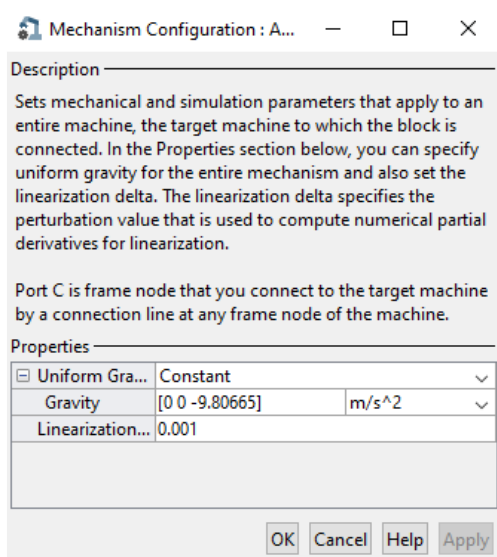 Mechanism Configuration : A...
Description
Sets mechanical and simulation parameters that apply to an
entire machine, the target machine to which the block is
connected. In the Properties section below, you can specify
uniform gravity for the entire mechanism and also set the
linearization delta. The linearization delta specifies the
perturbation value that is used to compute numerical partial
derivatives for linearization.
Port C is frame node that you connect to the target machine
by a connection line at any frame node of the machine.
Properties
Uniform Gra... Constant
Gravity [0 0 -9.80665] m/s^2
Linearization... 0.001
OK Cancel Help Apply